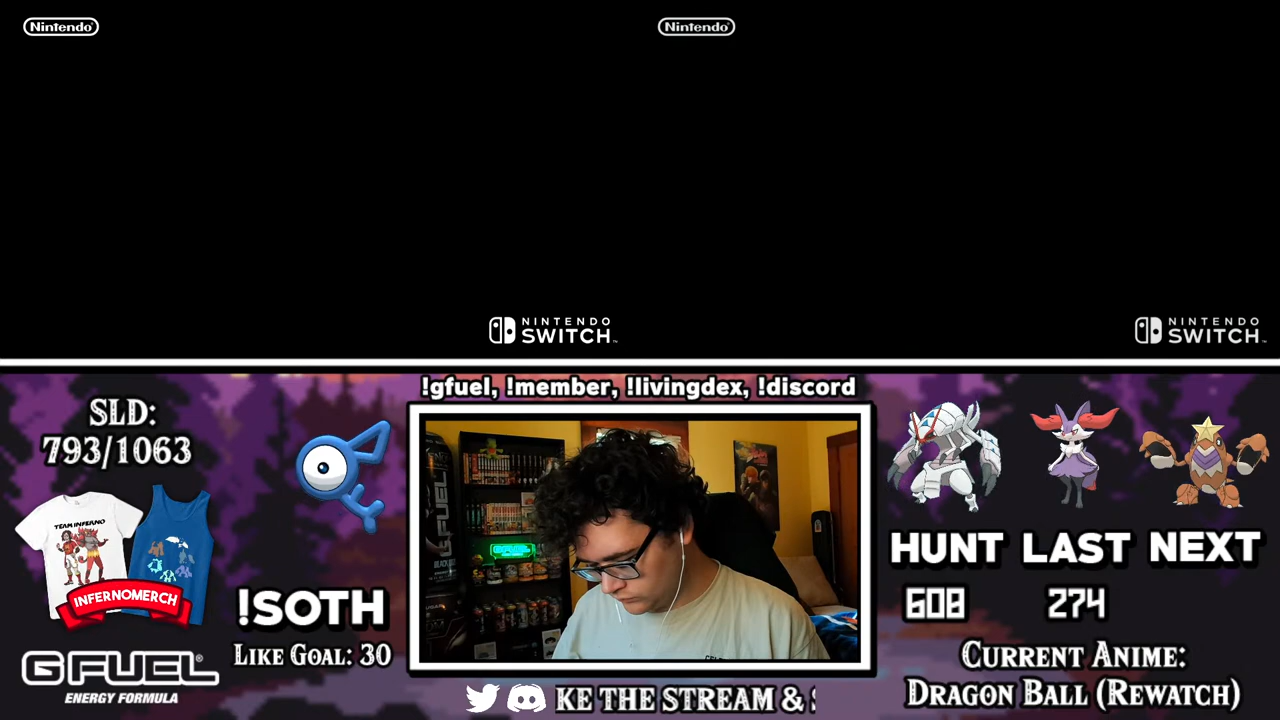 Nintendo
Nintendo
NINTENDO
SWITCH
NINTENDO
SWITCH
!gfuel, !member, !livingdex, !discord
SLD:
793/1063
TEAM INFERNO
INFERNOMERCH
!SOTH
LIKE GOAL: 30
G FUEL
ENERGY FORMULA
GFUEL
HUNT LAST NEXT
608 274
CURRENT ANIME:
DRAGON BALL (REWATCH)
KE THE STREAM &